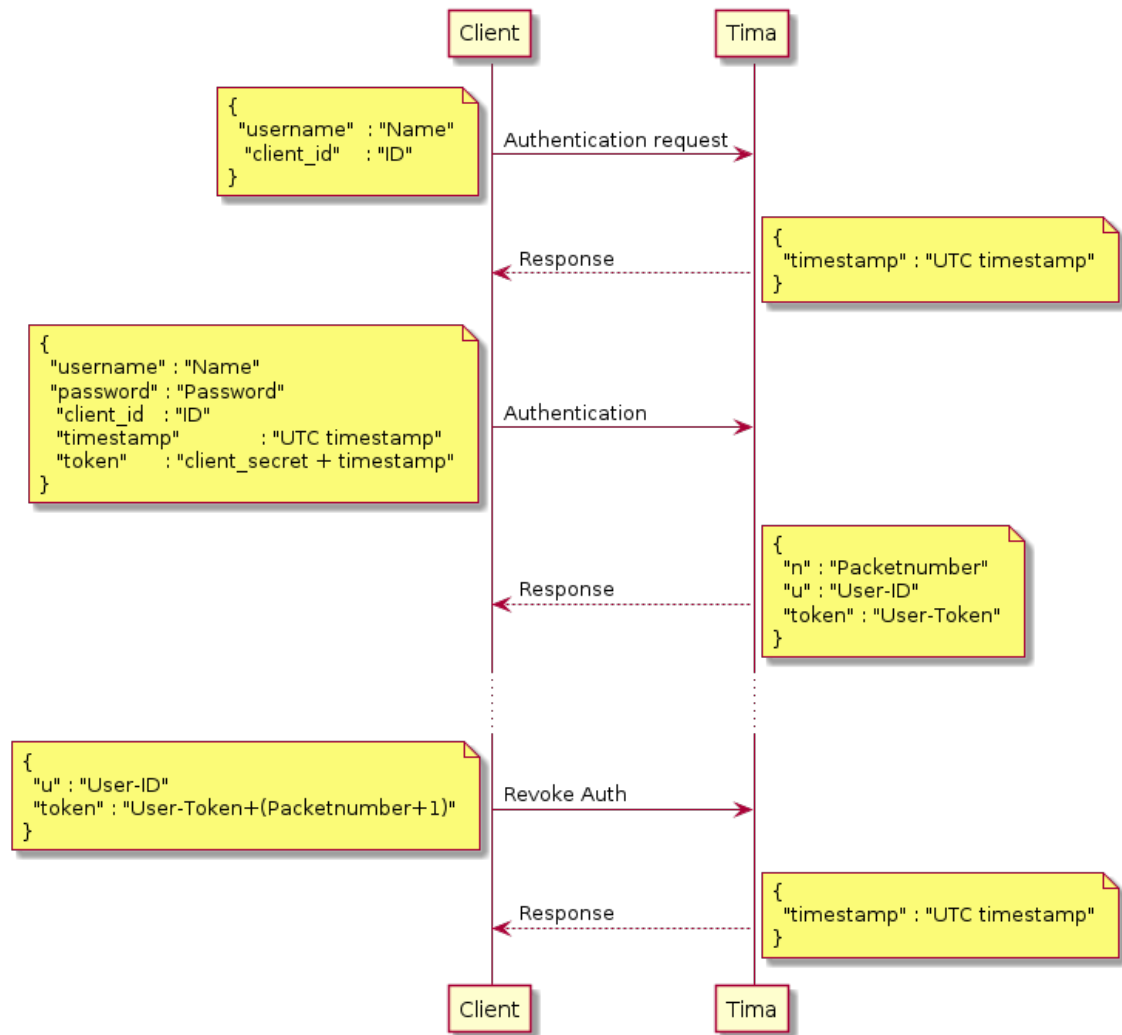 Client
Tima
{
"username" : "Name"
"client_id" : "ID"
}
Authentication request
{
"timestamp" : "UTC timestamp"
}
Response
{
"username" : "Name"
"password" : "Password"
"client_id : "ID"
"timestamp" : "UTC timestamp"
"token" : "client_secret + timestamp"
}
Authentication
{
"n" : "Packetnumber"
"u" : "User-ID"
"token" : "User-Token"
}
Response
{
"u" : "User-ID"
"token" : "User-Token+(Packetnumber+1)"
}
Revoke Auth
{
"timestamp" : "UTC timestamp"
}
Response
Client
Tima